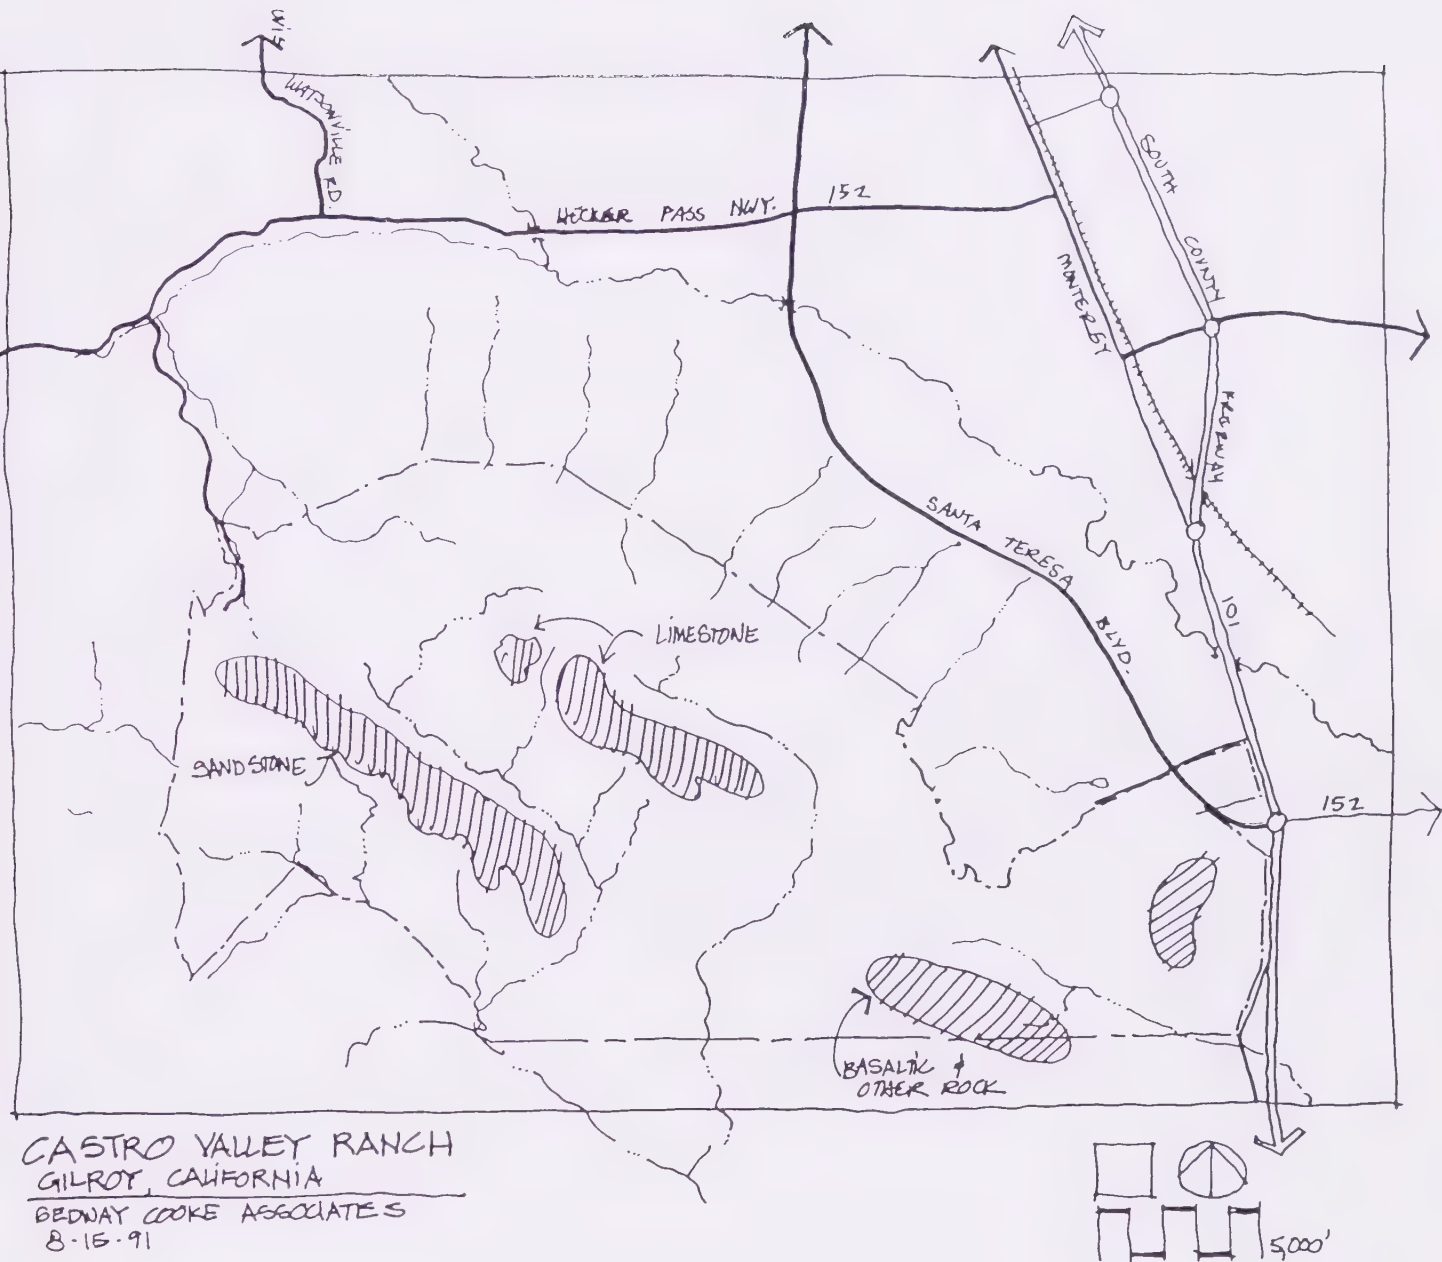 WATSONVILLE RD
HECKER PASS HWY.
152
SOUTH
COUNTY
FREEWAY
MONTEREY
SANTA
TERESA
BLVD.
101
LIMESTONE
SANDSTONE
152
BASALTIC &
OTHER ROCK
CASTRO VALLEY RANCH
GILROY, CALIFORNIA
GEDWAY COOKE ASSOCIATES
8-15-91
5,000'